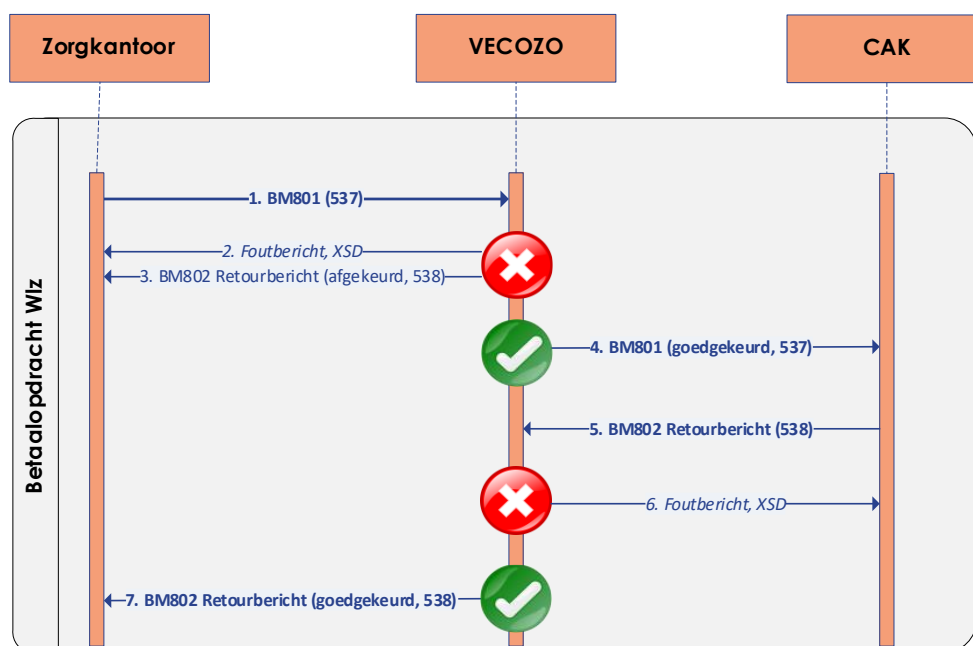 Zorgkantoor
VECOZO
CAK
Betaalopdracht Wlz
1. BM801 (537)
2. Foutbericht, XSD
3. BM802 Retourbericht (afgekeurd, 538)
4. BM801 (goedgekeurd, 537)
5. BM802 Retourbericht (538)
6. Foutbericht, XSD
7. BM802 Retourbericht (goedgekeurd, 538)